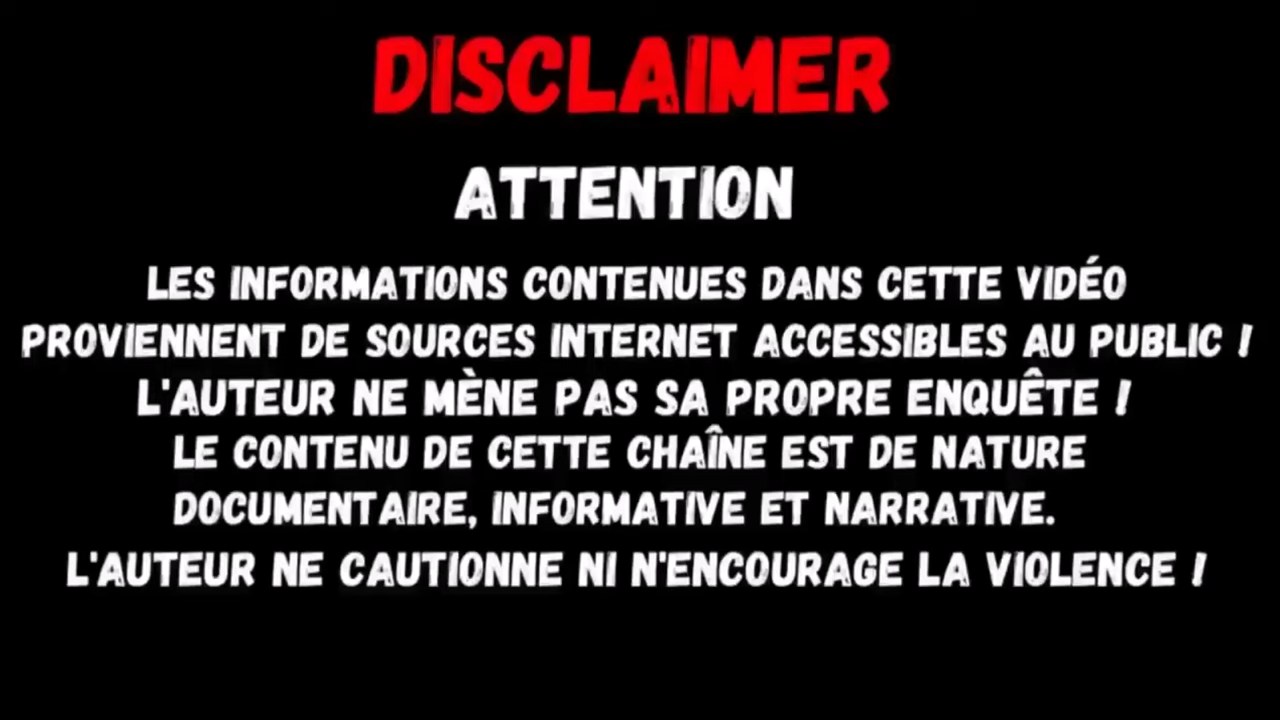 DISCLAIMER
ATTENTION
LES INFORMATIONS CONTENUES DANS CETTE VIDÉO
PROVIENNENT DE SOURCES INTERNET ACCESSIBLES AU PUBLIC !
L'AUTEUR NE MÈNE PAS SA PROPRE ENQUÊTE !
LE CONTENU DE CETTE CHAÎNE EST DE NATURE
DOCUMENTAIRE, INFORMATIVE ET NARRATIVE.
L'AUTEUR NE CAUTIONNE NI N'ENCOURAGE LA VIOLENCE !